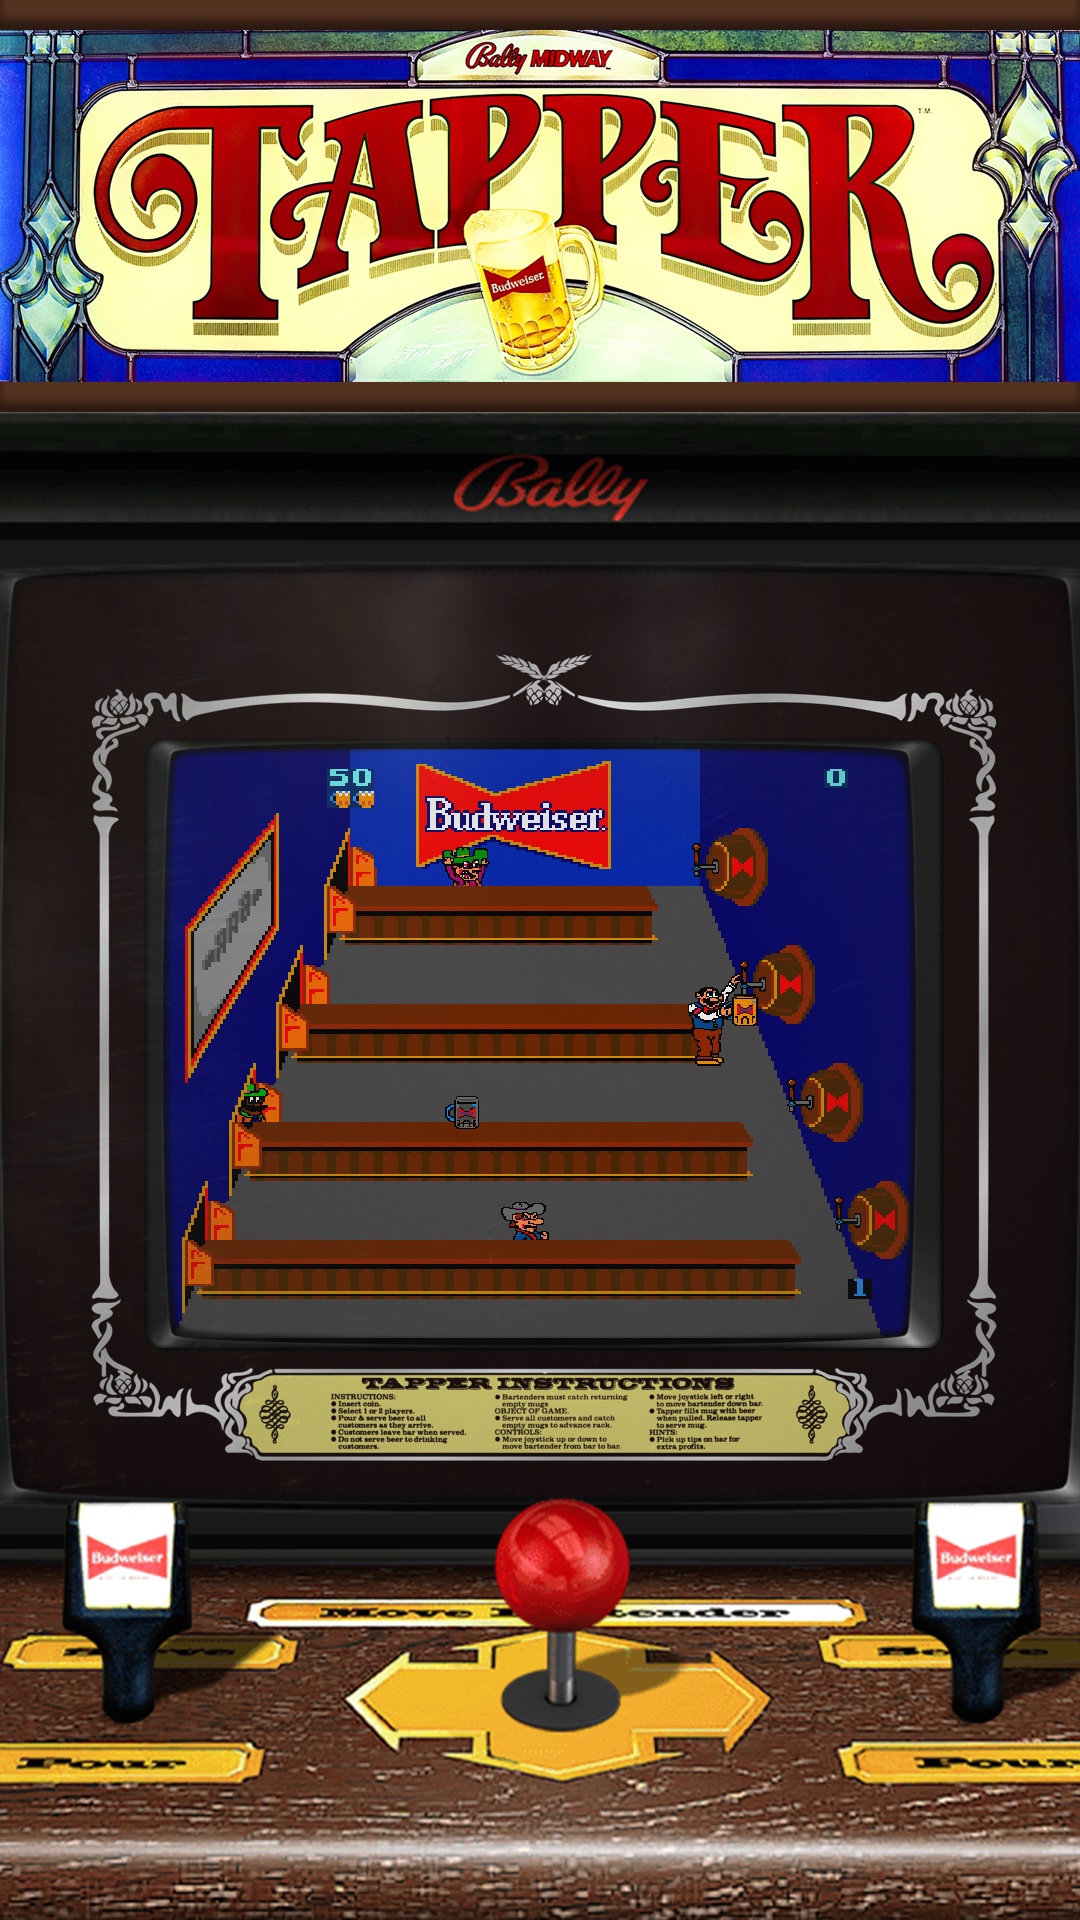 Bally MIDWAY
TAPPER
T.M.
Budweiser
Bally
50
0
Budweiser
1
TAPPER INSTRUCTIONS
INSTRUCTIONS:
Insert coin.
Select 1 or 2 players.
Pour & serve beer to all
customers as they arrive.
Customers leave bar when served.
Do not serve beer to drinking
customers.
Bartenders must catch returning
empty mugs
OBJECT OF GAME.
Serve all customers and catch
empty mugs to advance rack.
CONTROLS:
Move joystick up or down to
move bartender from bar to bar.
Move joystick left or right
to move bartender down bar.
Tapper fills mug with beer
when pulled. Release tapper
to serve mug.
HINTS:
Pick up tips on bar for
extra profits.
Budweiser
Budweiser
Move
Pour
Pour